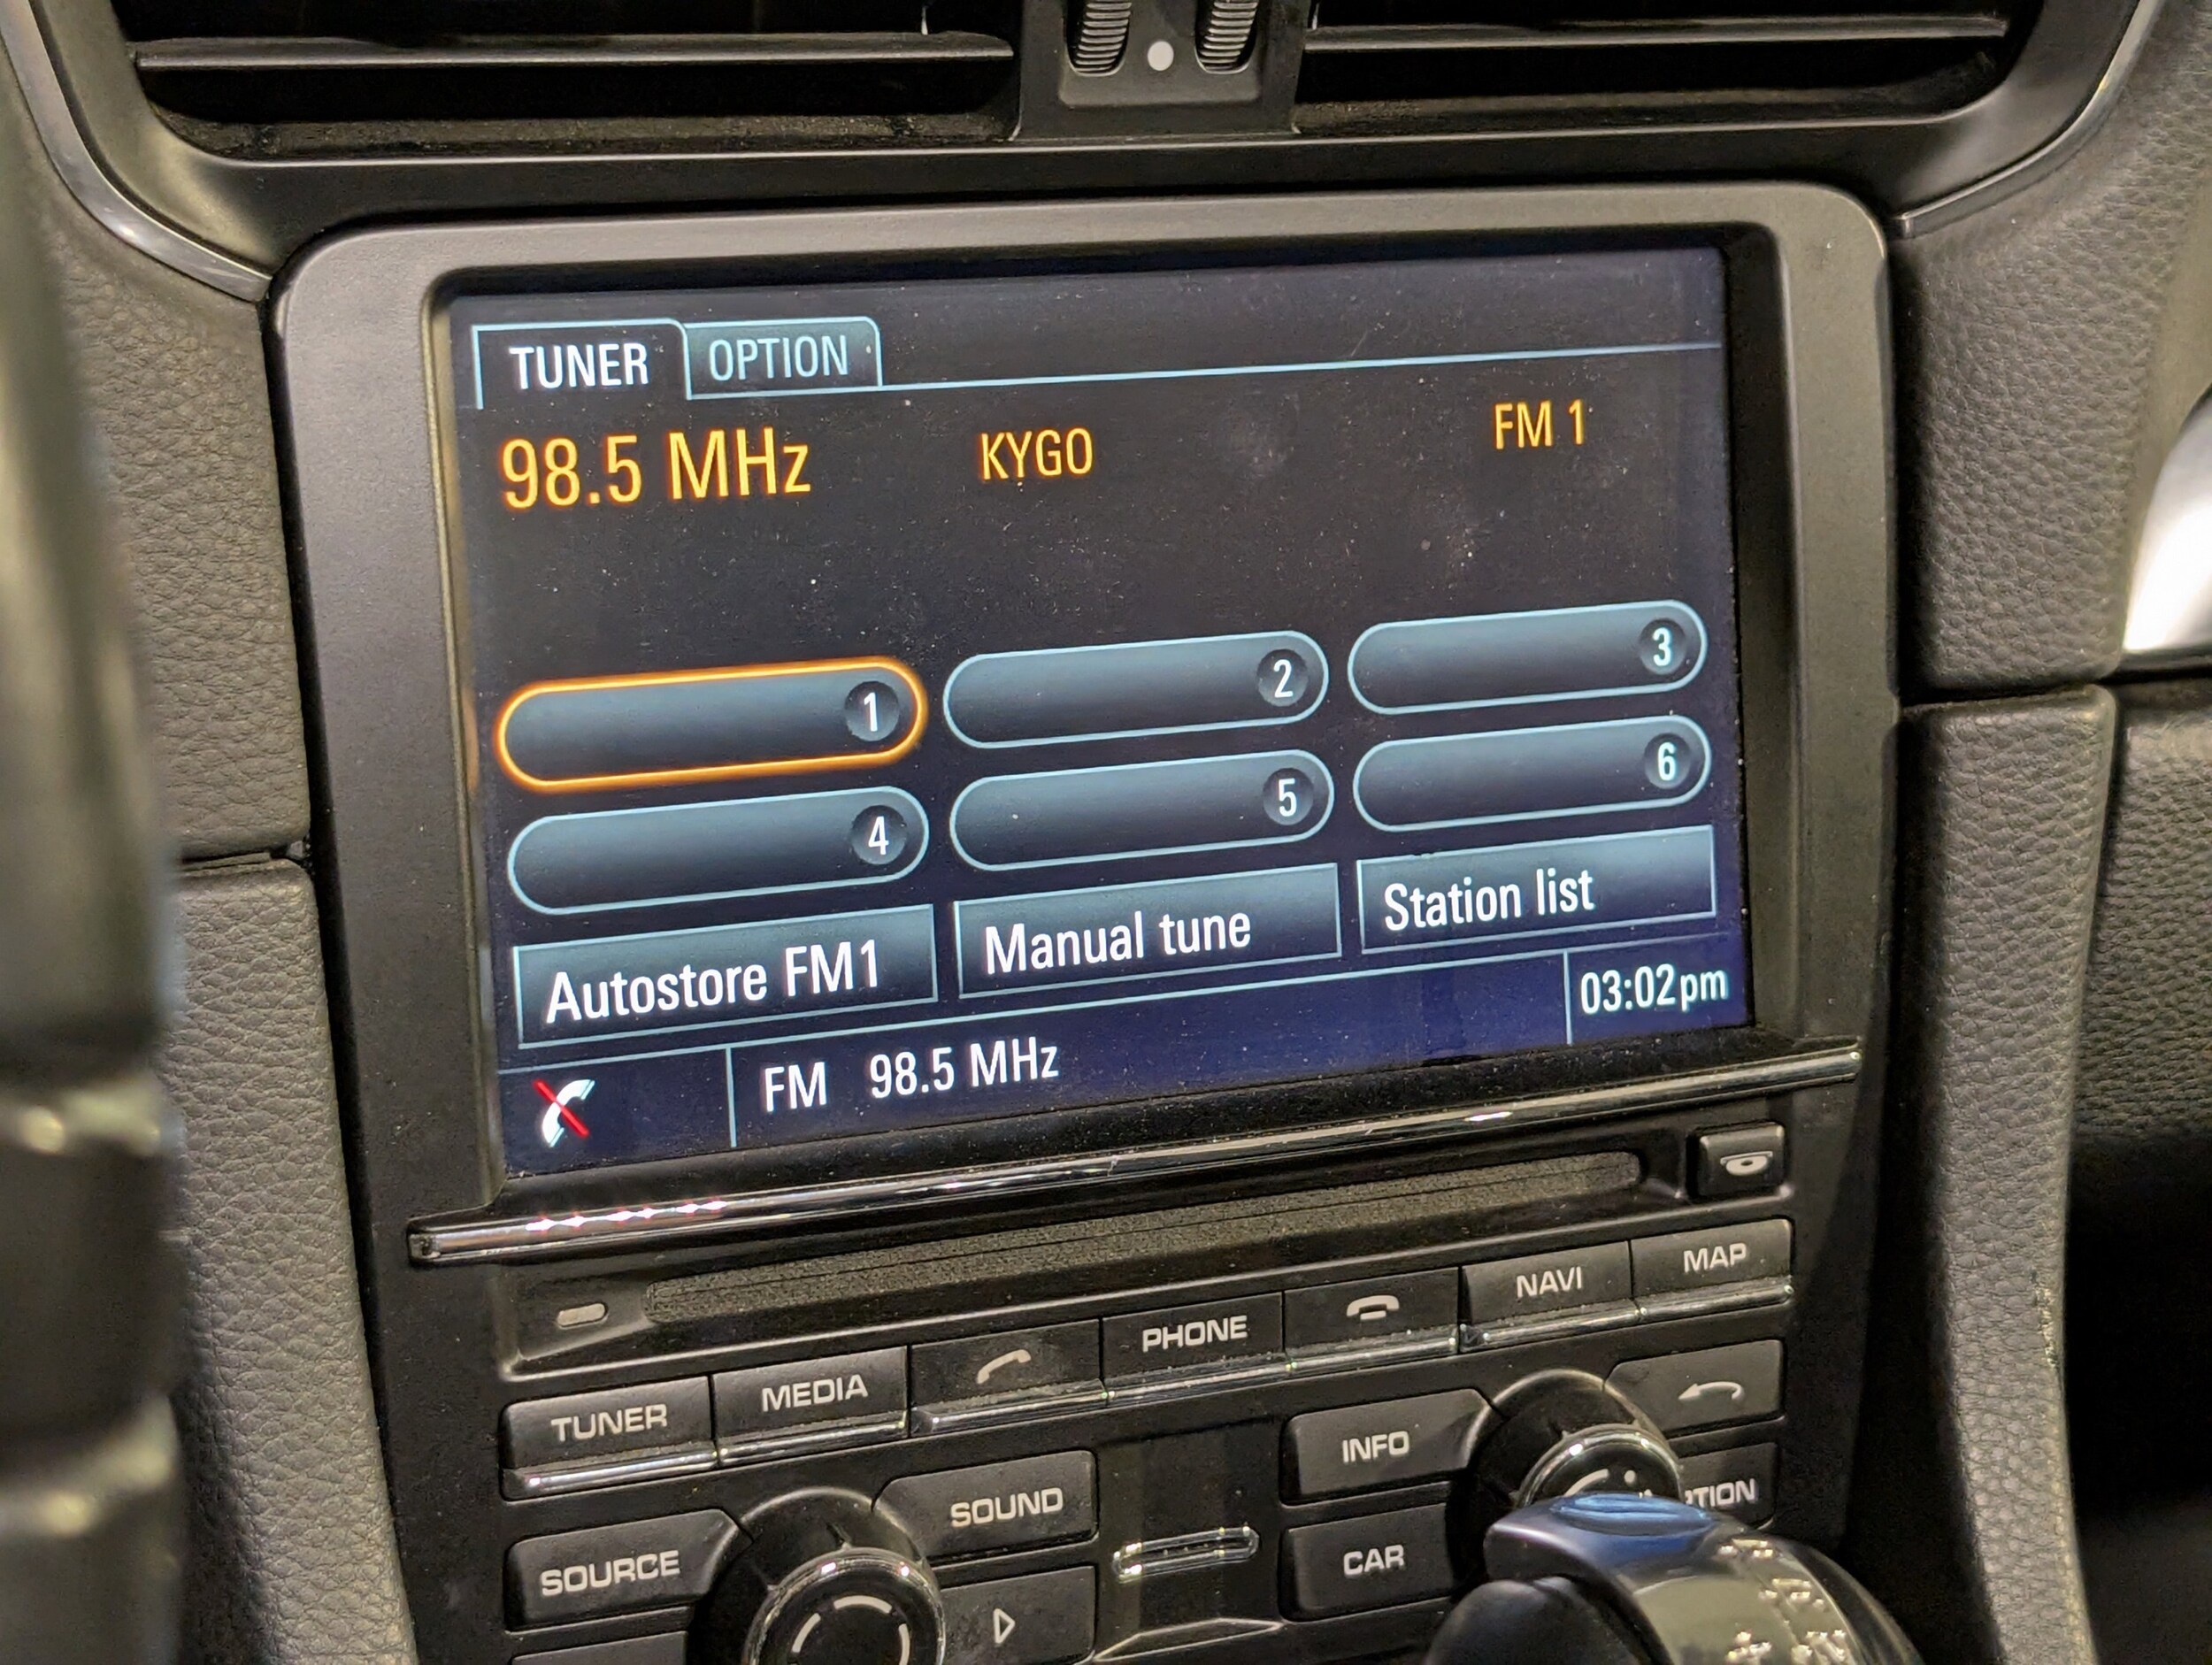 TUNER OPTION
98.5 MHz KYGO FM 1
1 2 3
4 5 6
Autostore FM1 Manual tune Station list
FM 98.5 MHz 03:02pm
TUNER MEDIA PHONE NAVI MAP
SOUND INFO
SOURCE CAR